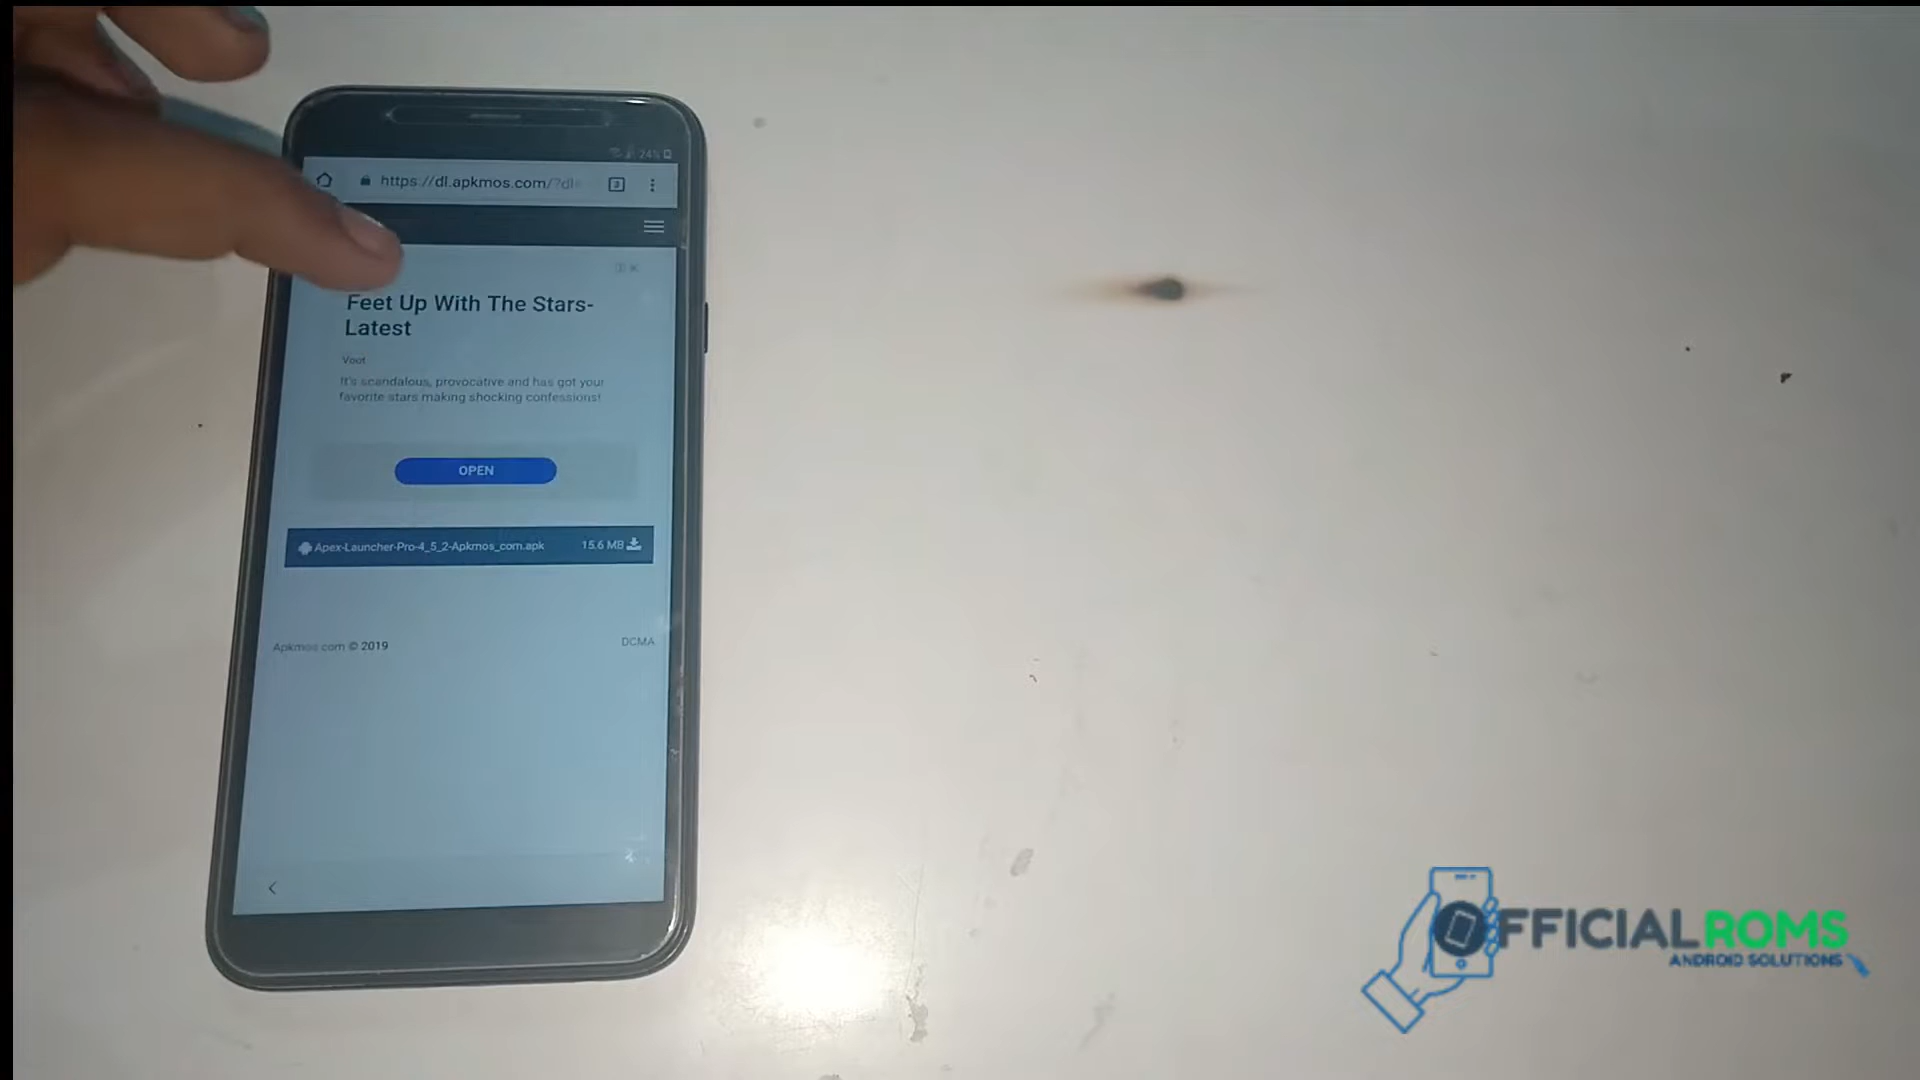 24%
https://dl.apkmos.com/?dl=
3
Feet Up With The Stars-
Latest
Voot
It's scandalous, provocative and has got your
favorite stars making shocking confessions!
OPEN
Apex-Launcher-Pro-4_5_2-Apkmos_com.apk 15.6 MB
Apkmos.com © 2019 DCMA
OFFICIALROMS
ANDROID SOLUTIONS